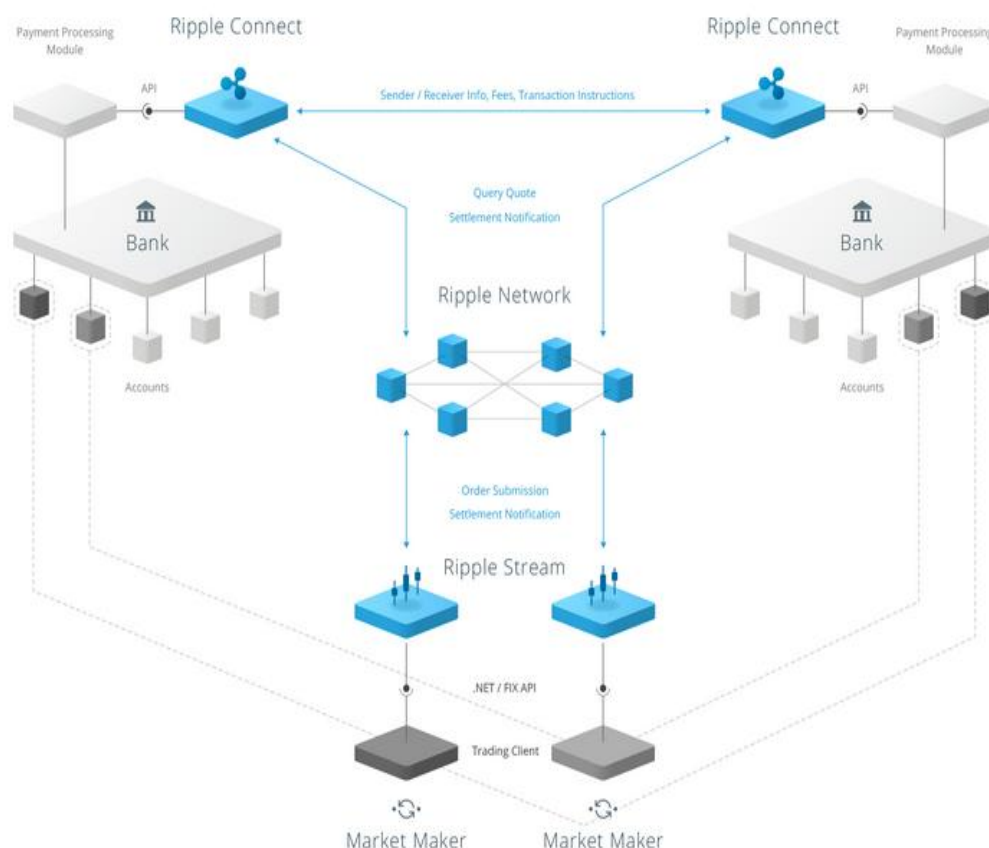 Ripple Connect
Ripple Connect
Payment Processing
Module
Payment Processing
Module
API
API
Sender / Receiver Info, Fees, Transaction Instructions
Query Quote
Settlement Notification
Bank
Bank
Ripple Network
Accounts
Accounts
Order Submission
Settlement Notification
Ripple Stream
.NET / FIX API
Trading Client
Market Maker
Market Maker